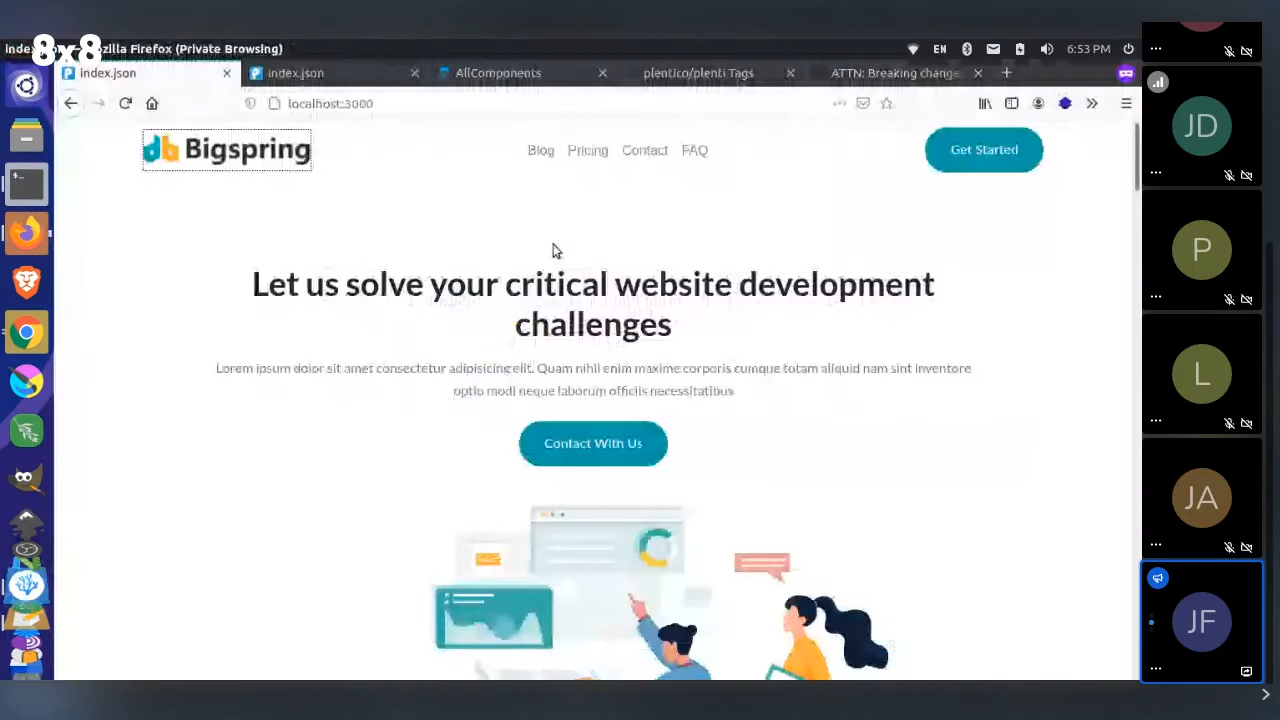 8x8
Mozilla Firefox (Private Browsing)
EN
6:53 PM
index.json
index.json
AllComponents
plentico/plenti Tags
ATTN: Breaking change
localhost:3000
Bigspring
Blog
Pricing
Contact
FAQ
Get Started
Let us solve your critical website development
challenges
Lorem ipsum dolor sit amet consectetur adipisicing elit. Quam nihil enim maxime corporis cumque totam aliquid nam sint inventore
optio modi neque laborum officiis necessitatibus
Contact With Us
JD
P
L
JA
JF